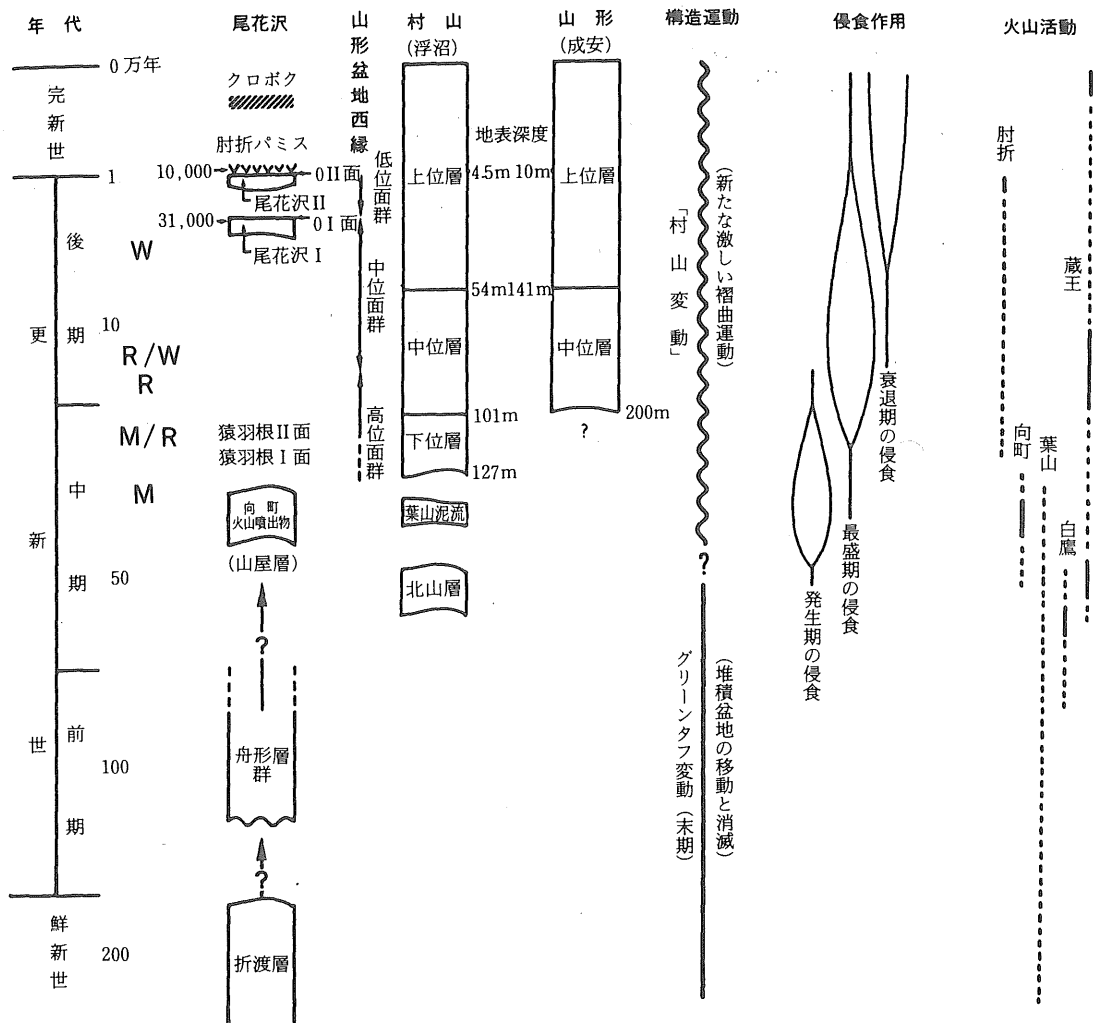 年代
尾花沢
山形盆地西縁
村山
(浮沼)
山形
(成安)
構造運動
侵食作用
火山活動
0万年
1
10
50
100
200
完新世
更新世
後期
中期
前期
鮮新世
W
R/W
R
M/R
M
クロボク
肘折パミス
10,000
0II面
尾花沢II
31,000
0I面
尾花沢I
猿羽根II面
猿羽根I面
向町
火山噴出物
(山屋層)
?
舟形層
群
?
折渡層
低位面群
中位面群
高位面群
地表深度
上位層
4.5m 10m
上位層
54m141m
中位層
中位層
101m
200m
下位層
?
127m
葉山泥流
北山層
「村山変動」
(新たな激しい褶曲運動)
?
グリーンタフ変動(末期)
(堆積盆地の移動と消滅)
衰退期の侵食
最盛期の侵食
発生期の侵食
肘折
向町
葉山
白鷹
蔵王